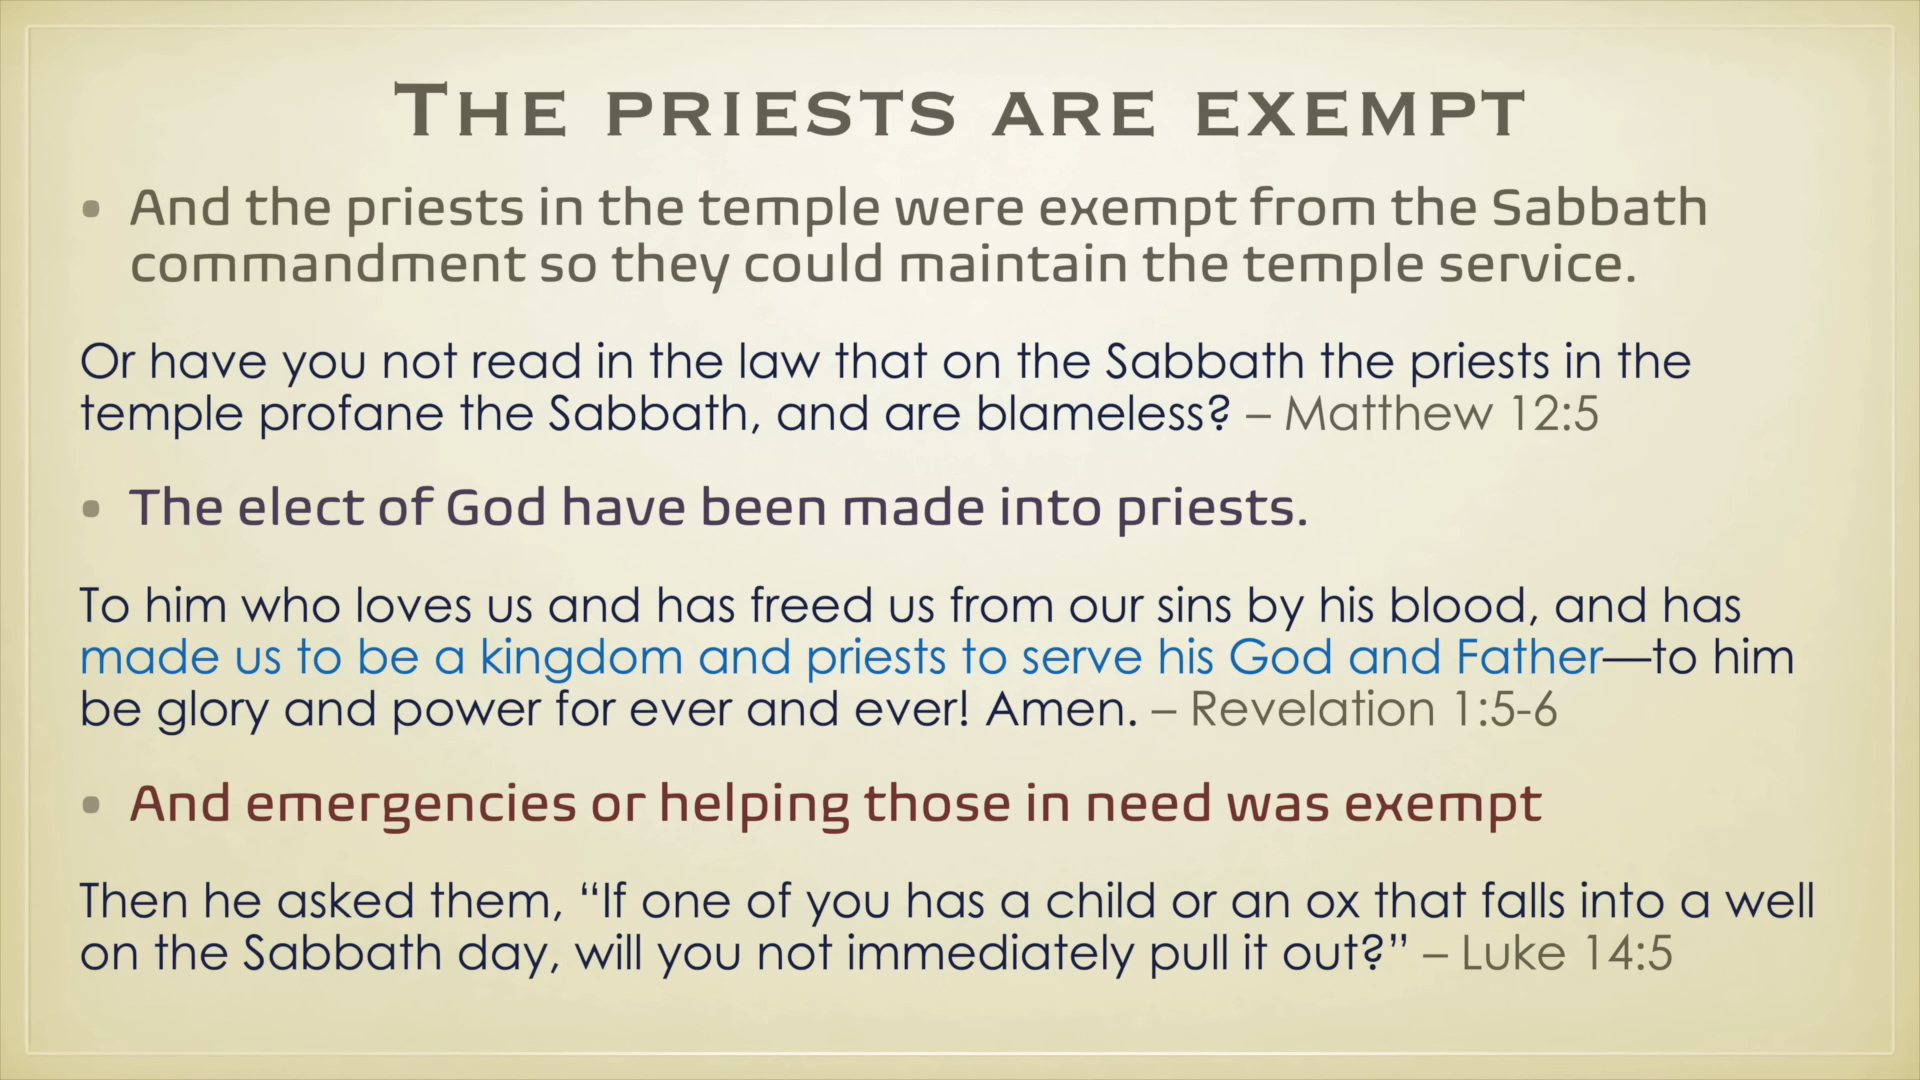 THE PRIESTS ARE EXEMPT
• And the priests in the temple were exempt from the Sabbath
commandment so they could maintain the temple service.
Or have you not read in the law that on the Sabbath the priests in the
temple profane the Sabbath, and are blameless? – Matthew 12:5
• The elect of God have been made into priests.
To him who loves us and has freed us from our sins by his blood, and has
made us to be a kingdom and priests to serve his God and Father—to him
be glory and power for ever and ever! Amen. – Revelation 1:5-6
• And emergencies or helping those in need was exempt
Then he asked them, “If one of you has a child or an ox that falls into a well
on the Sabbath day, will you not immediately pull it out?” – Luke 14:5